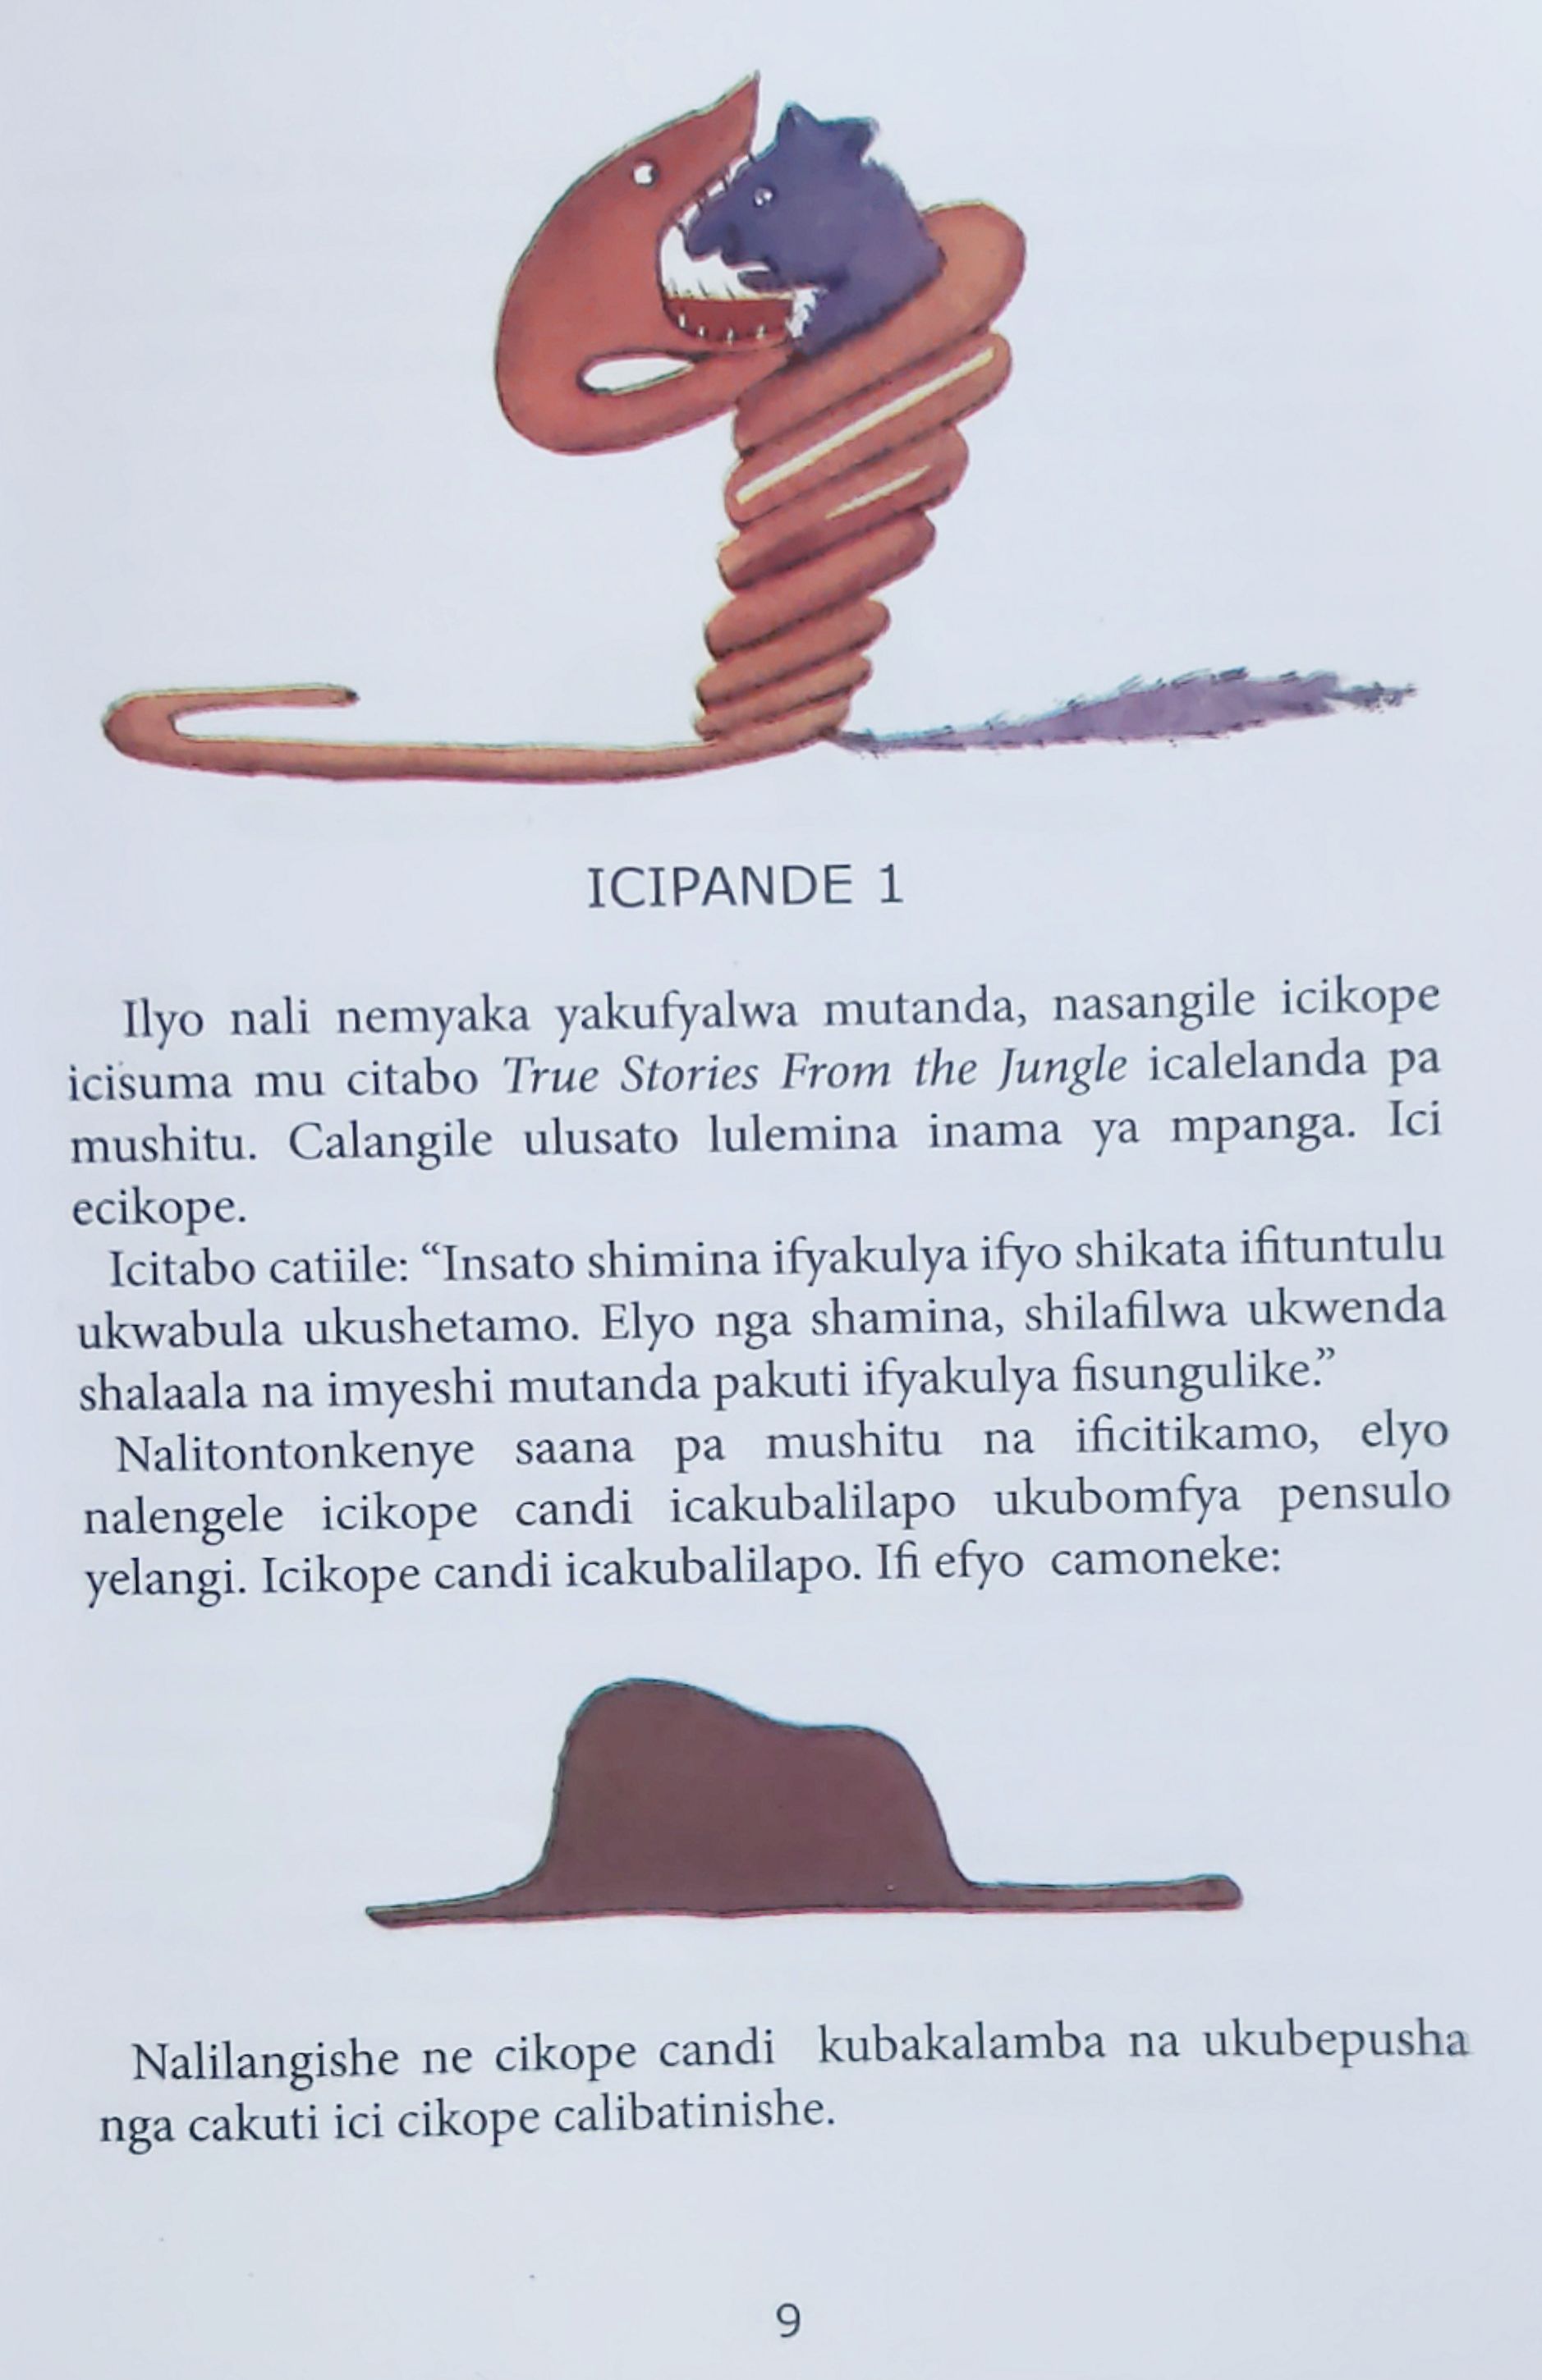 ICIPANDE 1
Ilyo nali nemyaka yakufyalwa mutanda, nasangile icikope
icisuma mu citabo True Stories From the Jungle icalelanda pa
mushitu. Calangile ulusato lulemina inama ya mpanga. Ici
ecikope.
Icitabo catiile: “Insato shimina ifyakulya ifyo shikata ifituntulu
ukwabula ukushetamo. Elyo nga shamina, shilafilwa ukwenda
shalaala na imyeshi mutanda pakuti ifyakulya fisungulike.”
Nalitontonkenye saana pa mushitu na ificitikamo, elyo
nalengele icikope candi icakubalilapo ukubomfya pensulo
yelangi. Icikope candi icakubalilapo. Ifi efyo camoneke:
Nalilangishe ne cikope candi kubakalamba na ukubepusha
nga cakuti ici cikope calibatinishe.
9